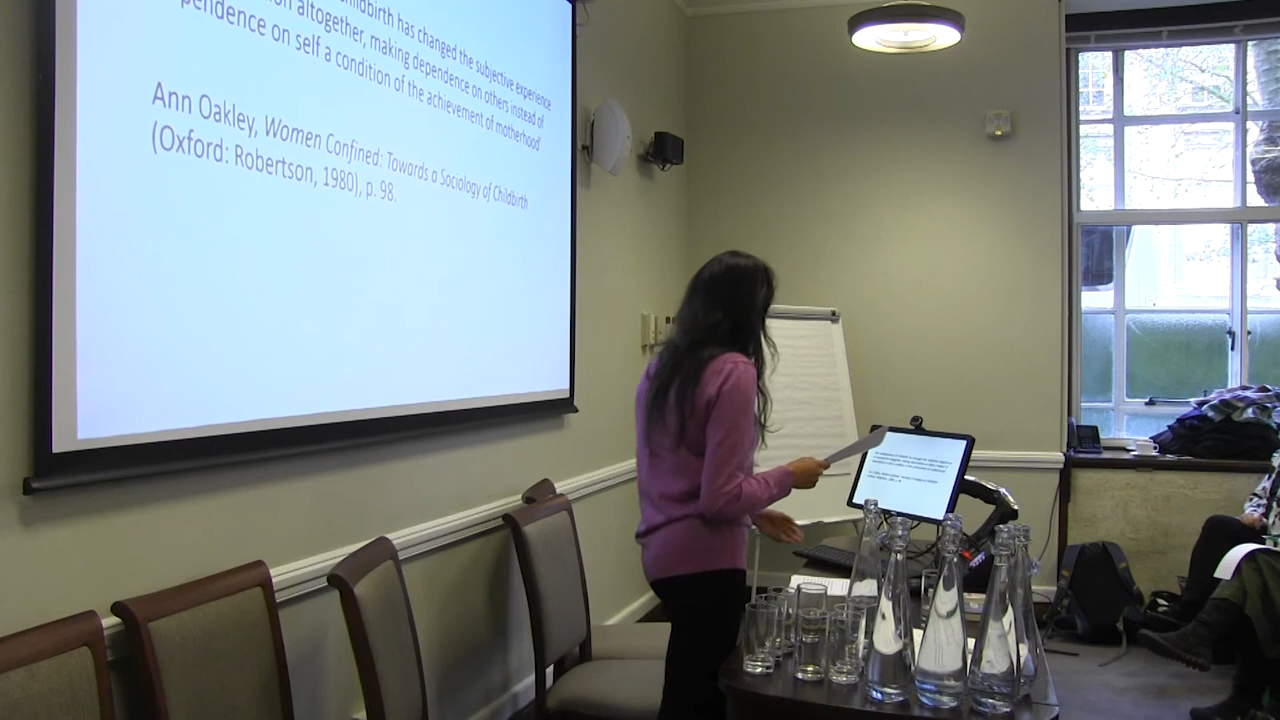 childbirth has changed the subjective experience
altogether, making dependence on others instead of
pendence on self a condition of the achievement of motherhood'
Ann Oakley, Women Confined: Towards a Sociology of Childbirth
(Oxford: Robertson, 1980), p. 98.